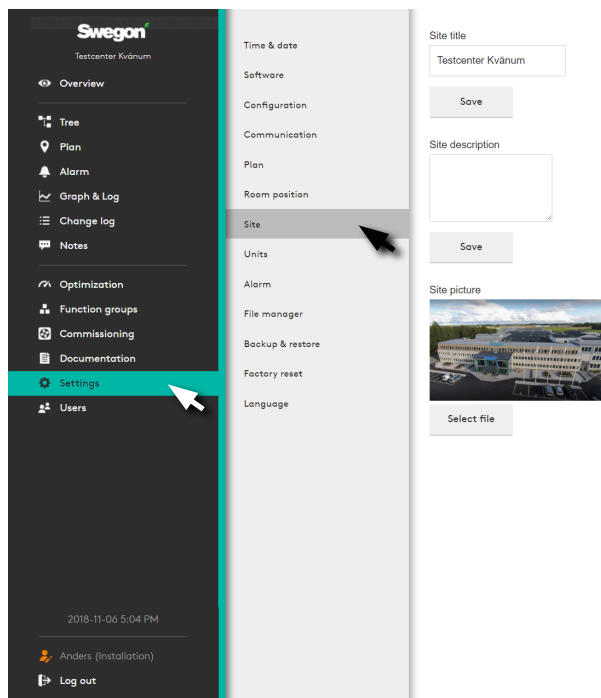 Swegon
Testcenter Kvänum
Overview
Tree
Plan
Alarm
Graph & Log
Change log
Notes
Optimization
Function groups
Commissioning
Documentation
Settings
Users
2018-11-06 5:04 PM
Anders (Installation)
Log out
Time & date
Software
Configuration
Communication
Plan
Room position
Site
Units
Alarm
File manager
Backup & restore
Factory reset
Language
Site title
Testcenter Kvänum
Save
Site description
Save
Site picture
Select file